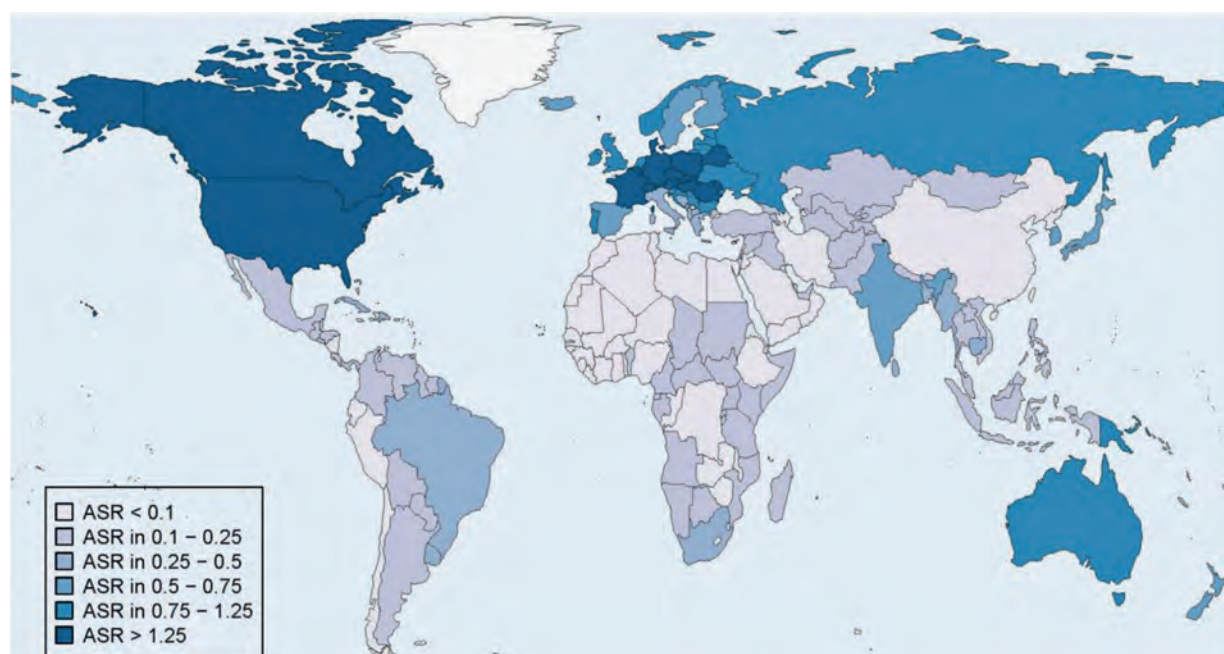 ASR < 0.1
ASR in 0.1 − 0.25
ASR in 0.25 − 0.5
ASR in 0.5 − 0.75
ASR in 0.75 − 1.25
ASR > 1.25